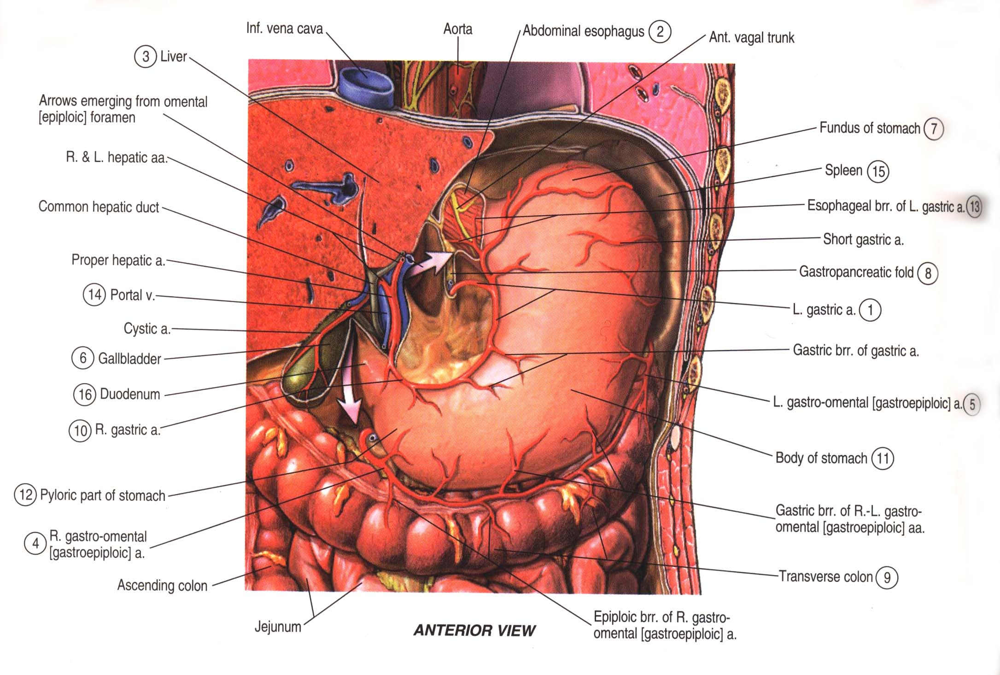 Inf. vena cava
Aorta
Abdominal esophagus 2
Ant. vagal trunk
3 Liver
Arrows emerging from omental
[epiploic] foramen
R. & L. hepatic aa.
Common hepatic duct
Proper hepatic a.
14 Portal v.
Cystic a.
6 Gallbladder
16 Duodenum
10 R. gastric a.
12 Pyloric part of stomach
4 R. gastro-omental
[gastroepiploic] a.
Ascending colon
Jejunum
Fundus of stomach 7
Spleen 15
Esophageal brr. of L. gastric a. 13
Short gastric a.
Gastropancreatic fold 8
L. gastric a. 1
Gastric brr. of gastric a.
L. gastro-omental [gastroepiploic] a. 5
Body of stomach 11
Gastric brr. of R.-L. gastro-
omental [gastroepiploic] aa.
Transverse colon 9
Epiploic brr. of R. gastro-
omental [gastroepiploic] a.
ANTERIOR VIEW